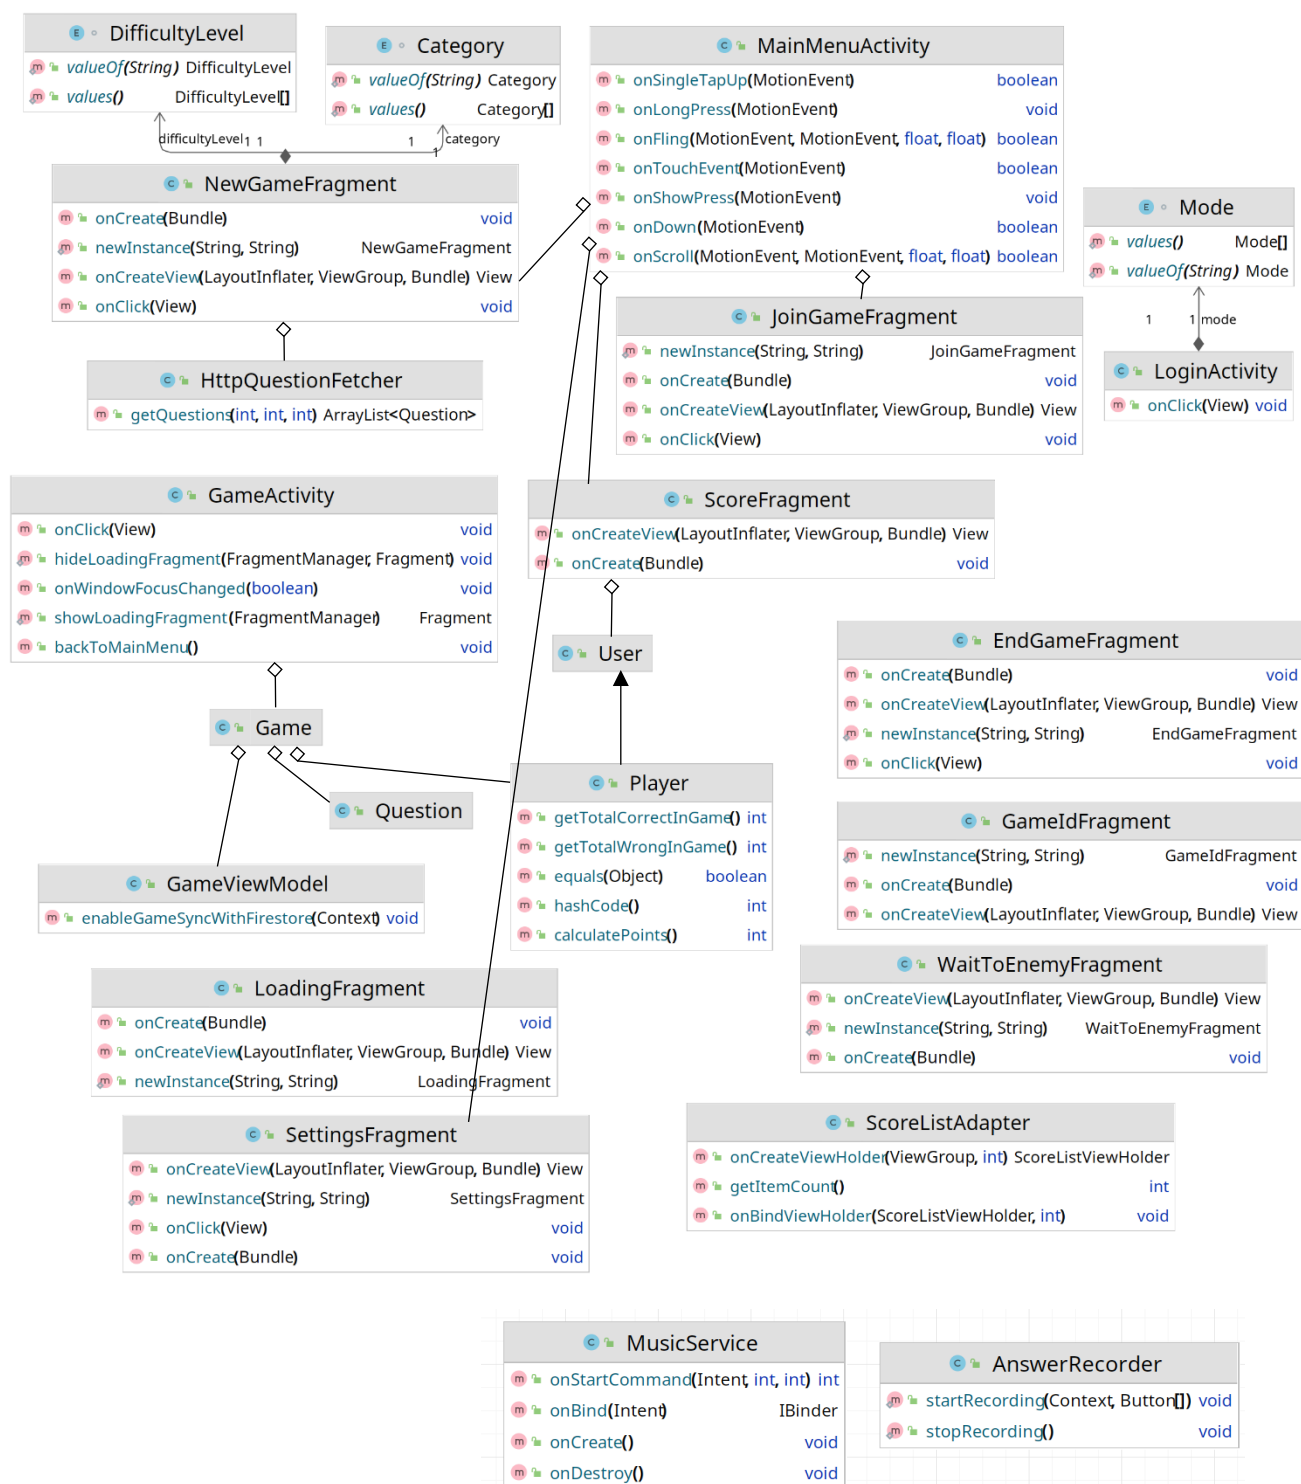 DifficultyLevel
valueOf(String) DifficultyLevel
values() DifficultyLevel[]
Category
valueOf(String) Category
values() Category[]
MainMenuActivity
onSingleTapUp(MotionEvent) boolean
onLongPress(MotionEvent) void
onFling(MotionEvent, MotionEvent, float, float) boolean
onTouchEvent(MotionEvent) boolean
onShowPress(MotionEvent) void
onDown(MotionEvent) boolean
onScroll(MotionEvent, MotionEvent, float, float) boolean
difficultyLevel 1 1 1 1 category
NewGameFragment
onCreate(Bundle) void
newInstance(String, String) NewGameFragment
onCreateView(LayoutInflater, ViewGroup, Bundle) View
onClick(View) void
Mode
values() Mode[]
valueOf(String) Mode
1 1 mode
LoginActivity
onClick(View) void
JoinGameFragment
newInstance(String, String) JoinGameFragment
onCreate(Bundle) void
onCreateView(LayoutInflater, ViewGroup, Bundle) View
onClick(View) void
HttpQuestionFetcher
getQuestions(int, int, int) ArrayList<Question>
GameActivity
onClick(View) void
hideLoadingFragment(FragmentManager, Fragment) void
onWindowFocusChanged(boolean) void
showLoadingFragment(FragmentManager) Fragment
backToMainMenu() void
ScoreFragment
onCreateView(LayoutInflater, ViewGroup, Bundle) View
onCreate(Bundle) void
User
EndGameFragment
onCreate(Bundle) void
onCreateView(LayoutInflater, ViewGroup, Bundle) View
newInstance(String, String) EndGameFragment
onClick(View) void
Game
Question
Player
getTotalCorrectInGame() int
getTotalWrongInGame() int
equals(Object) boolean
hashCode() int
calculatePoints() int
GameIdFragment
newInstance(String, String) GameIdFragment
onCreate(Bundle) void
onCreateView(LayoutInflater, ViewGroup, Bundle) View
GameViewModel
enableGameSyncWithFirestore(Context) void
WaitToEnemyFragment
onCreateView(LayoutInflater, ViewGroup, Bundle) View
newInstance(String, String) WaitToEnemyFragment
onCreate(Bundle) void
LoadingFragment
onCreate(Bundle) void
onCreateView(LayoutInflater, ViewGroup, Bundle) View
newInstance(String, String) LoadingFragment
SettingsFragment
onCreateView(LayoutInflater, ViewGroup, Bundle) View
newInstance(String, String) SettingsFragment
onClick(View) void
onCreate(Bundle) void
ScoreListAdapter
onCreateViewHolder(ViewGroup, int) ScoreListViewHolder
getItemCount() int
onBindViewHolder(ScoreListViewHolder, int) void
MusicService
onStartCommand(Intent, int, int) int
onBind(Intent) IBinder
onCreate() void
onDestroy() void
AnswerRecorder
startRecording(Context, Button[]) void
stopRecording() void